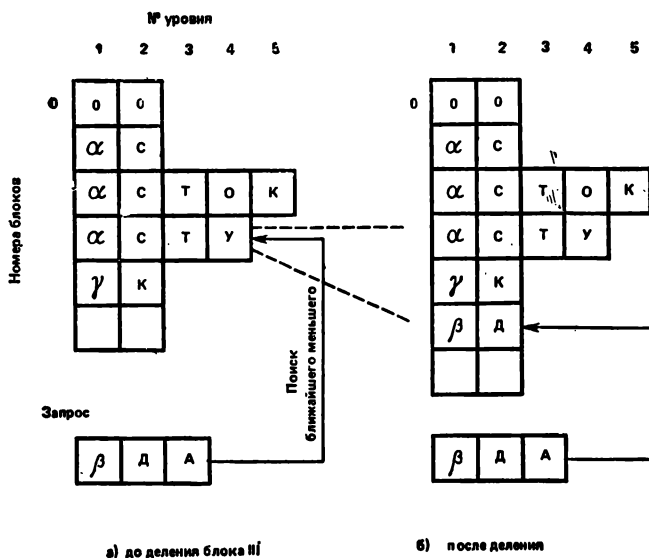 № уровня
1 2 3 4 5 1 2 3 4 5
0 0 0 0 0 0
α С α С
α С Т О К α С Т О К
α С Т У α С Т У
γ К γ К
β Д
Номера блоков
Поиск
ближайшего меньшего
Запрос
β Д А β Д А
а) до деления блока III б) после деления